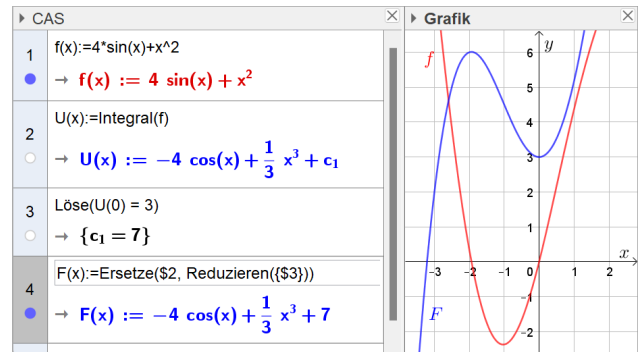 CAS
1
f(x):=4*sin(x)+x^2
→ f(x) := 4 sin(x) + x²
2
U(x):=Integral(f)
→ U(x) := −4 cos(x) + 1/3 x³ + c₁
3
Löse(U(0) = 3)
→ {c₁ = 7}
4
F(x):=Ersetze($2, Reduzieren({$3}))
→ F(x) := −4 cos(x) + 1/3 x³ + 7
Grafik
y
f
6
5
4
3
2
1
x
−3 −2 −1 0 1 2
−1
F
−2